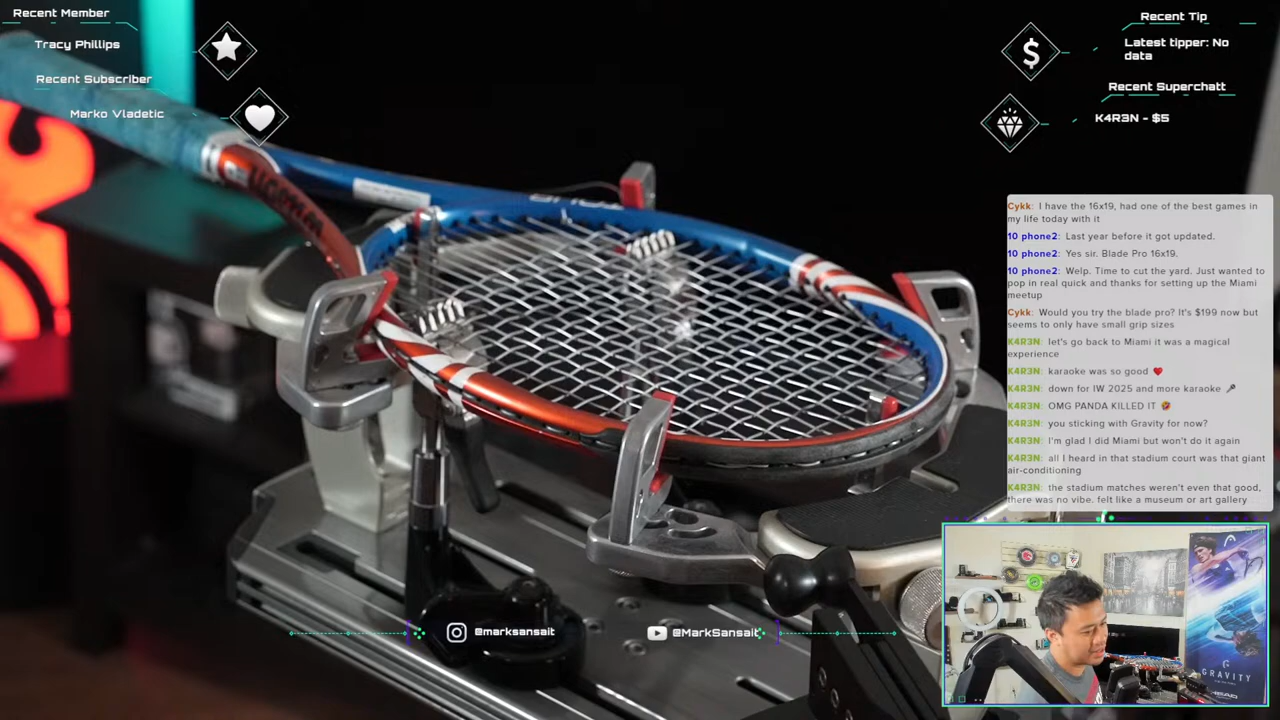 Recent Member
Tracy Phillips
Recent Subscriber
Marko Vladetic
Recent Tip
Latest tipper: No
data
Recent Superchatt
K4R3N - $5
Cykk: I have the 16x19, had one of the best games in
my life today with it
10 phone2: Last year before it got updated.
10 phone2: Yes sir. Blade Pro 16x19.
10 phone2: Welp. Time to cut the yard. Just wanted to
pop in real quick and thanks for setting up the Miami
meetup
Cykk: Would you try the blade pro? It's $199 now but
seems to only have small grip sizes
K4R3N: let's go back to Miami it was a magical
experience
K4R3N: karaoke was so good ❤️
K4R3N: down for IW 2025 and more karaoke 🎤
K4R3N: OMG PANDA KILLED IT 🤣
K4R3N: you sticking with Gravity for now?
K4R3N: I'm glad I did Miami but won't do it again
K4R3N: all I heard in that stadium court was that giant
air-conditioning
K4R3N: the stadium matches weren't even that good,
there was no vibe. felt like a museum or art gallery
@marksansait
@MarkSansait
GRAVITY
HEAD